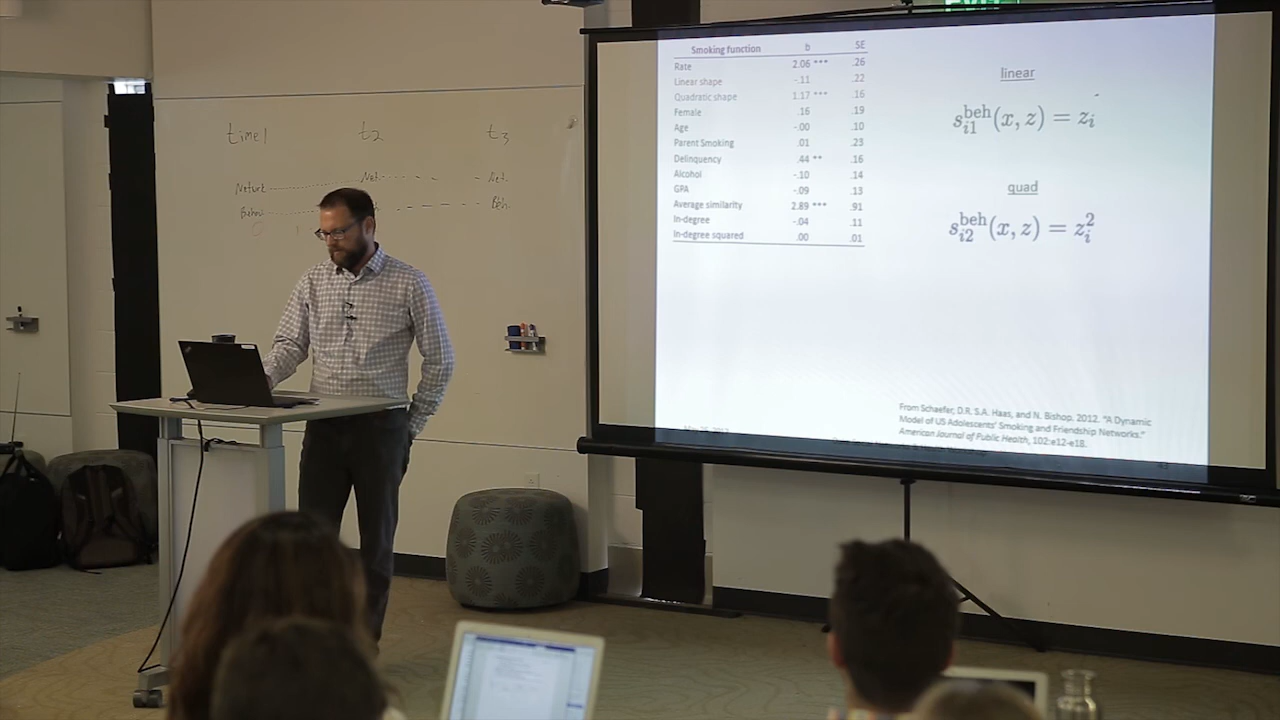 time1 t2 t3
Network Net. Net.
Behav Beh.
Smoking function b SE
Rate 2.06 *** .26
Linear shape -.11 .22
Quadratic shape 1.17 *** .16
Female .16 .19
Age -.00 .10
Parent Smoking .01 .23
Delinquency .44 ** .16
Alcohol -.10 .14
GPA -.09 .13
Average similarity 2.89 *** .91
In-degree -.04 .11
In-degree squared .00 .01
linear
s_{i1}^{beh}(x, z) = z_i
quad
s_{i2}^{beh}(x, z) = z_i^2
From Schaefer, D.R. S.A. Haas, and N. Bishop. 2012. "A Dynamic
Model of US Adolescents' Smoking and Friendship Networks."
American Journal of Public Health, 102:e12-e18.